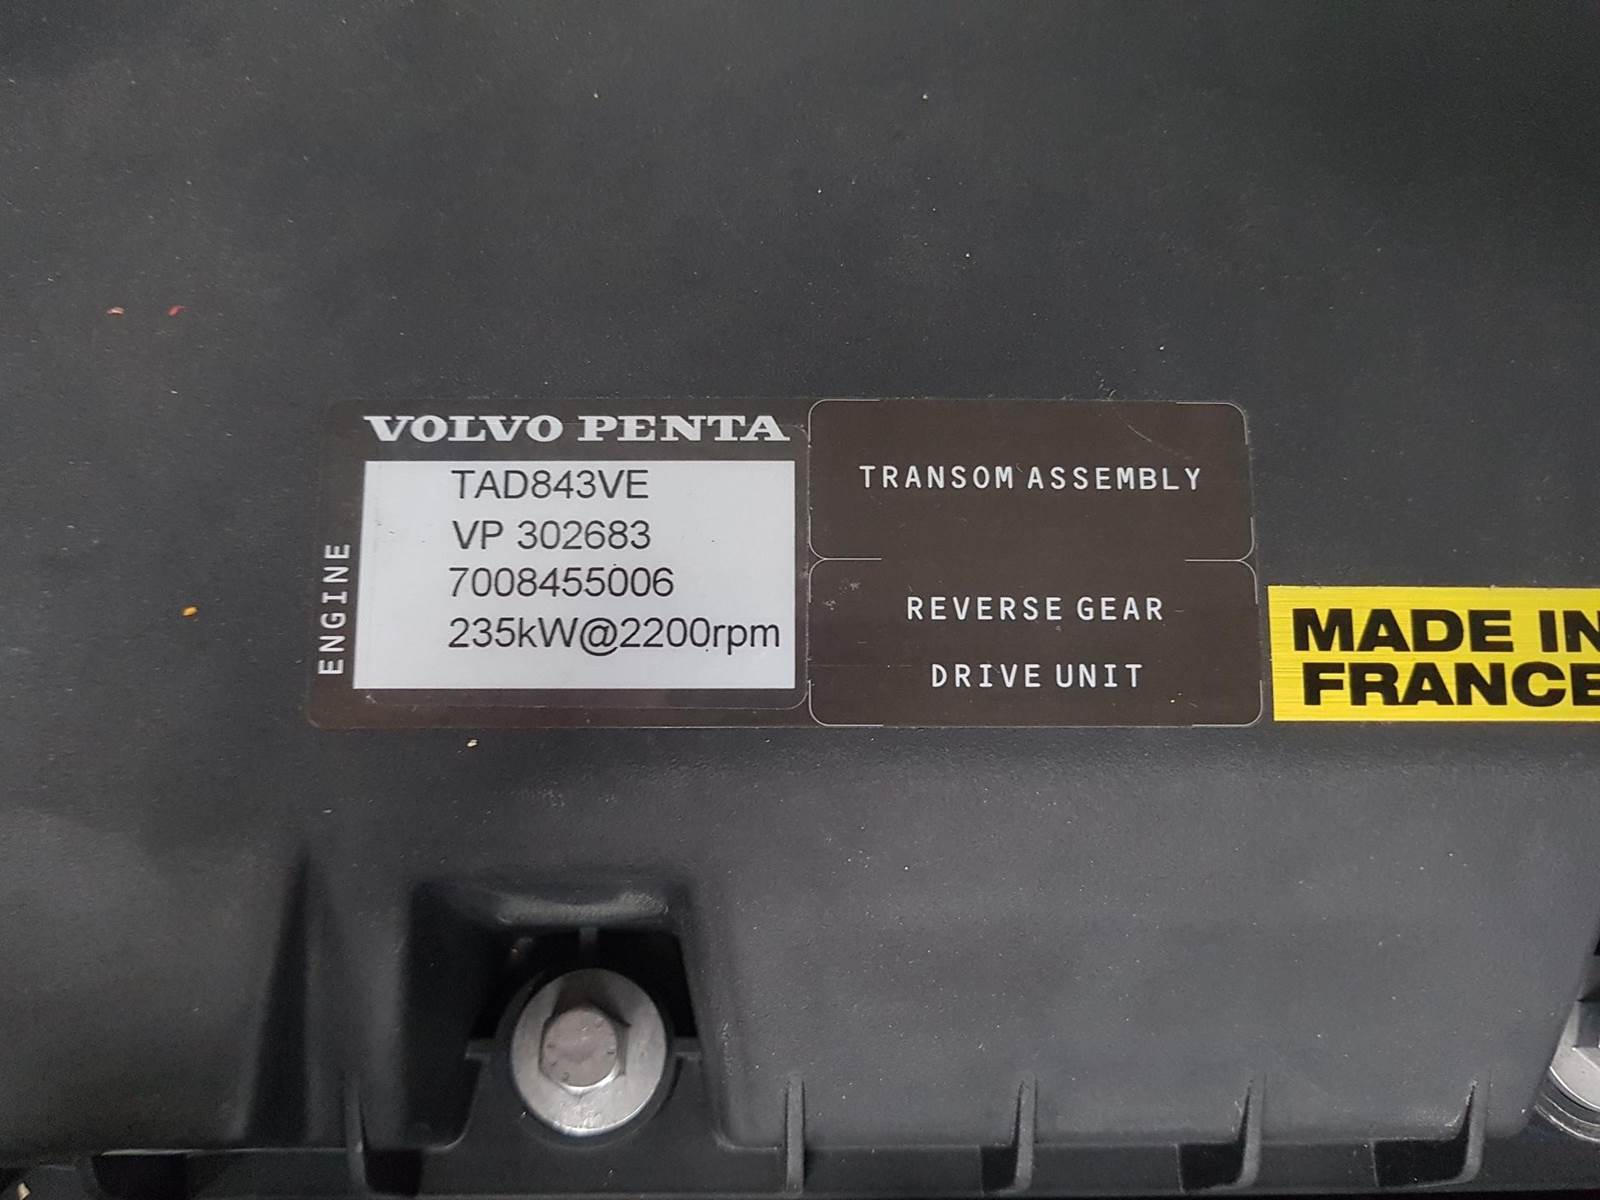 VOLVO PENTA
ENGINE
TAD843VE
VP 302683
7008455006
235kW@2200rpm
TRANSOM ASSEMBLY
REVERSE GEAR
DRIVE UNIT
MADE IN
FRANCE